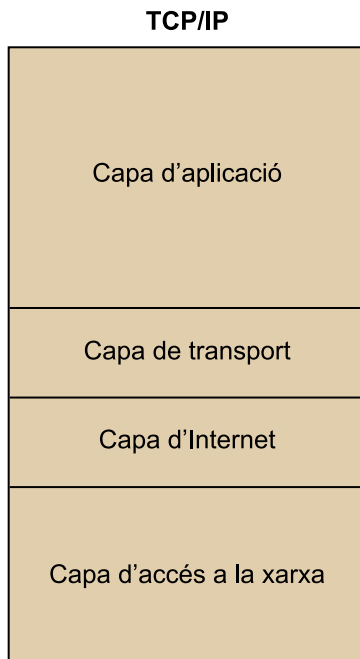 TCP/IP
Capa d’aplicació
Capa de transport
Capa d’Internet
Capa d’accés a la xarxa